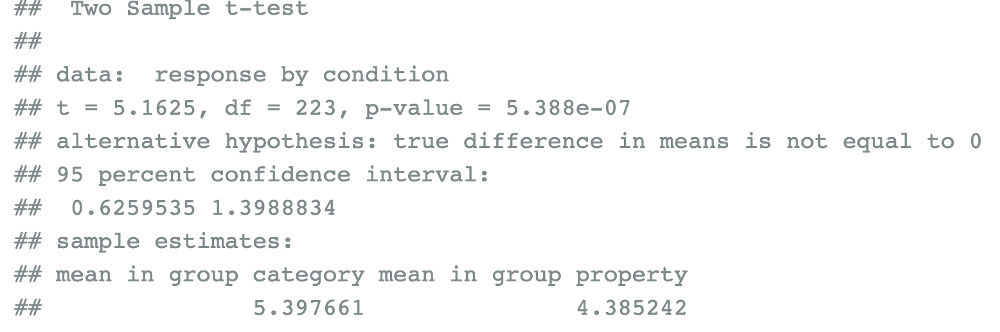 ##  Two Sample t-test
##
## data:  response by condition
## t = 5.1625, df = 223, p-value = 5.388e-07
## alternative hypothesis: true difference in means is not equal to 0
## 95 percent confidence interval:
##  0.6259535 1.3988834
## sample estimates:
## mean in group category mean in group property
##               5.397661               4.385242